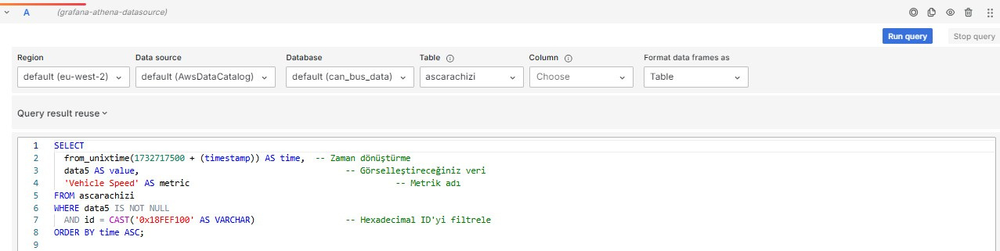 A (grafana-athena-datasource)
Run query Stop query
Region Data source Database Table Column Format data frames as
default (eu-west-2) default (AwsDataCatalog) default (can_bus_data) ascarachizi Choose Table
Query result reuse
1 SELECT
2 from_unixtime(1732717500 + (timestamp)) AS time, -- Zaman dönüştürme
3 data5 AS value, -- Görselleştireceğiniz veri
4 'Vehicle Speed' AS metric -- Metrik adı
5 FROM ascarachizi
6 WHERE data5 IS NOT NULL
7 AND id = CAST('0x18FEF100' AS VARCHAR) -- Hexadecimal ID'yi filtrele
8 ORDER BY time ASC;
9